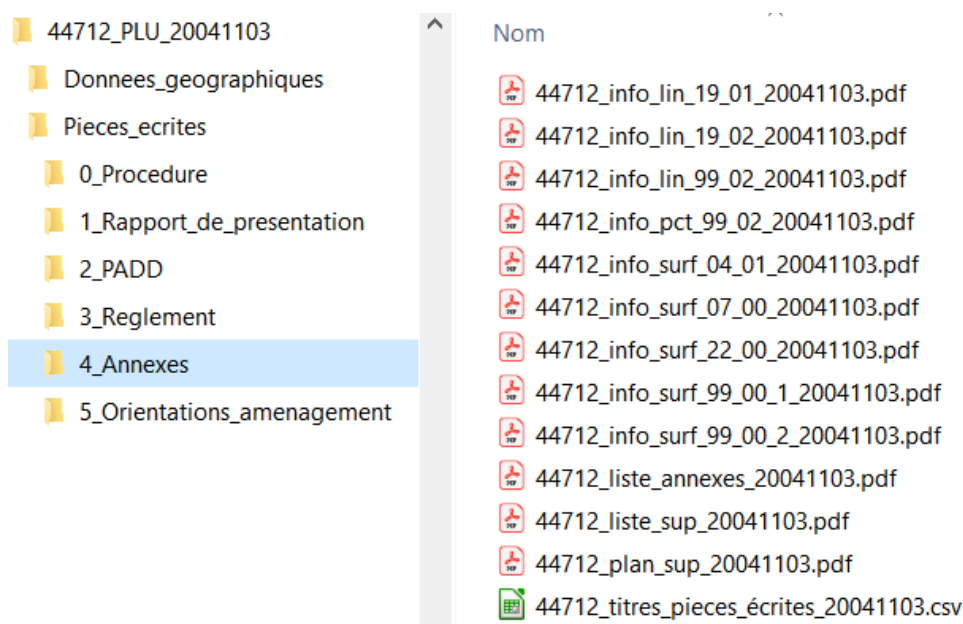 44712_PLU_20041103
Donnees_geographiques
Pieces_ecrites
0_Procedure
1_Rapport_de_presentation
2_PADD
3_Reglement
4_Annexes
5_Orientations_amenagement
Nom
44712_info_lin_19_01_20041103.pdf
44712_info_lin_19_02_20041103.pdf
44712_info_lin_99_02_20041103.pdf
44712_info_pct_99_02_20041103.pdf
44712_info_surf_04_01_20041103.pdf
44712_info_surf_07_00_20041103.pdf
44712_info_surf_22_00_20041103.pdf
44712_info_surf_99_00_1_20041103.pdf
44712_info_surf_99_00_2_20041103.pdf
44712_liste_annexes_20041103.pdf
44712_liste_sup_20041103.pdf
44712_plan_sup_20041103.pdf
44712_titres_pieces_écrites_20041103.csv